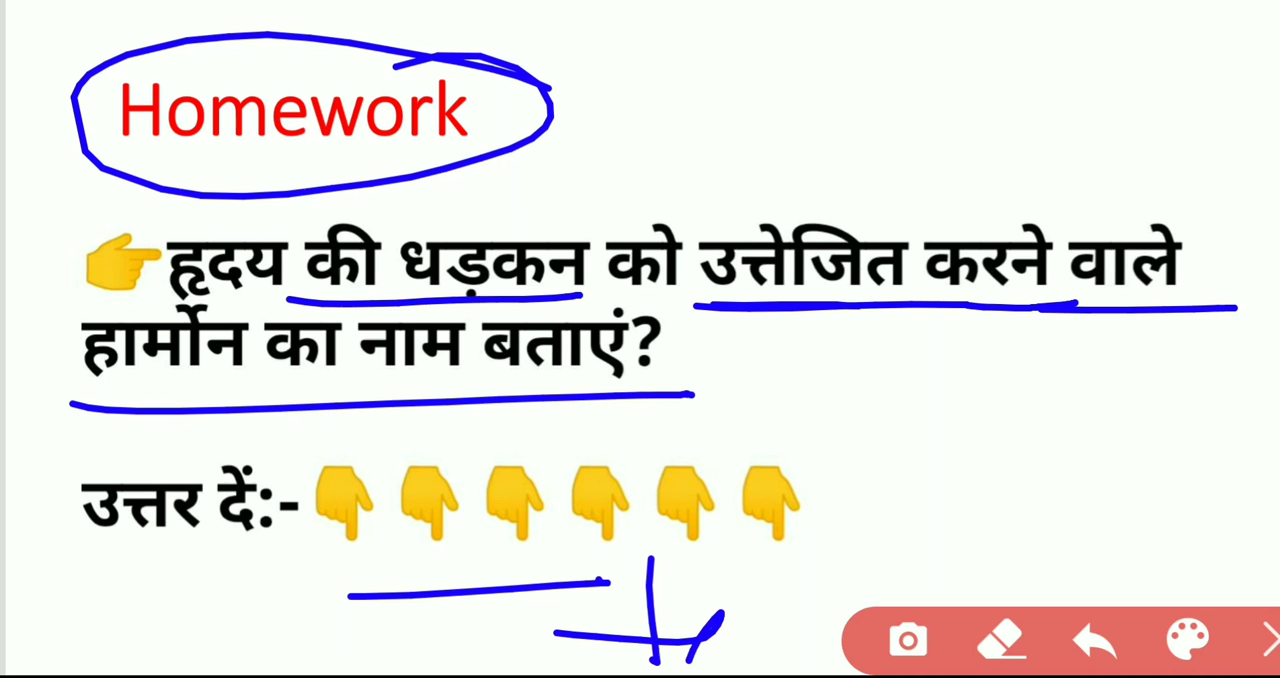 Homework
👉हृदय की धड़कन को उत्तेजित करने वाले
हार्मोन का नाम बताएं?
उत्तर दें:-👇👇👇👇👇👇